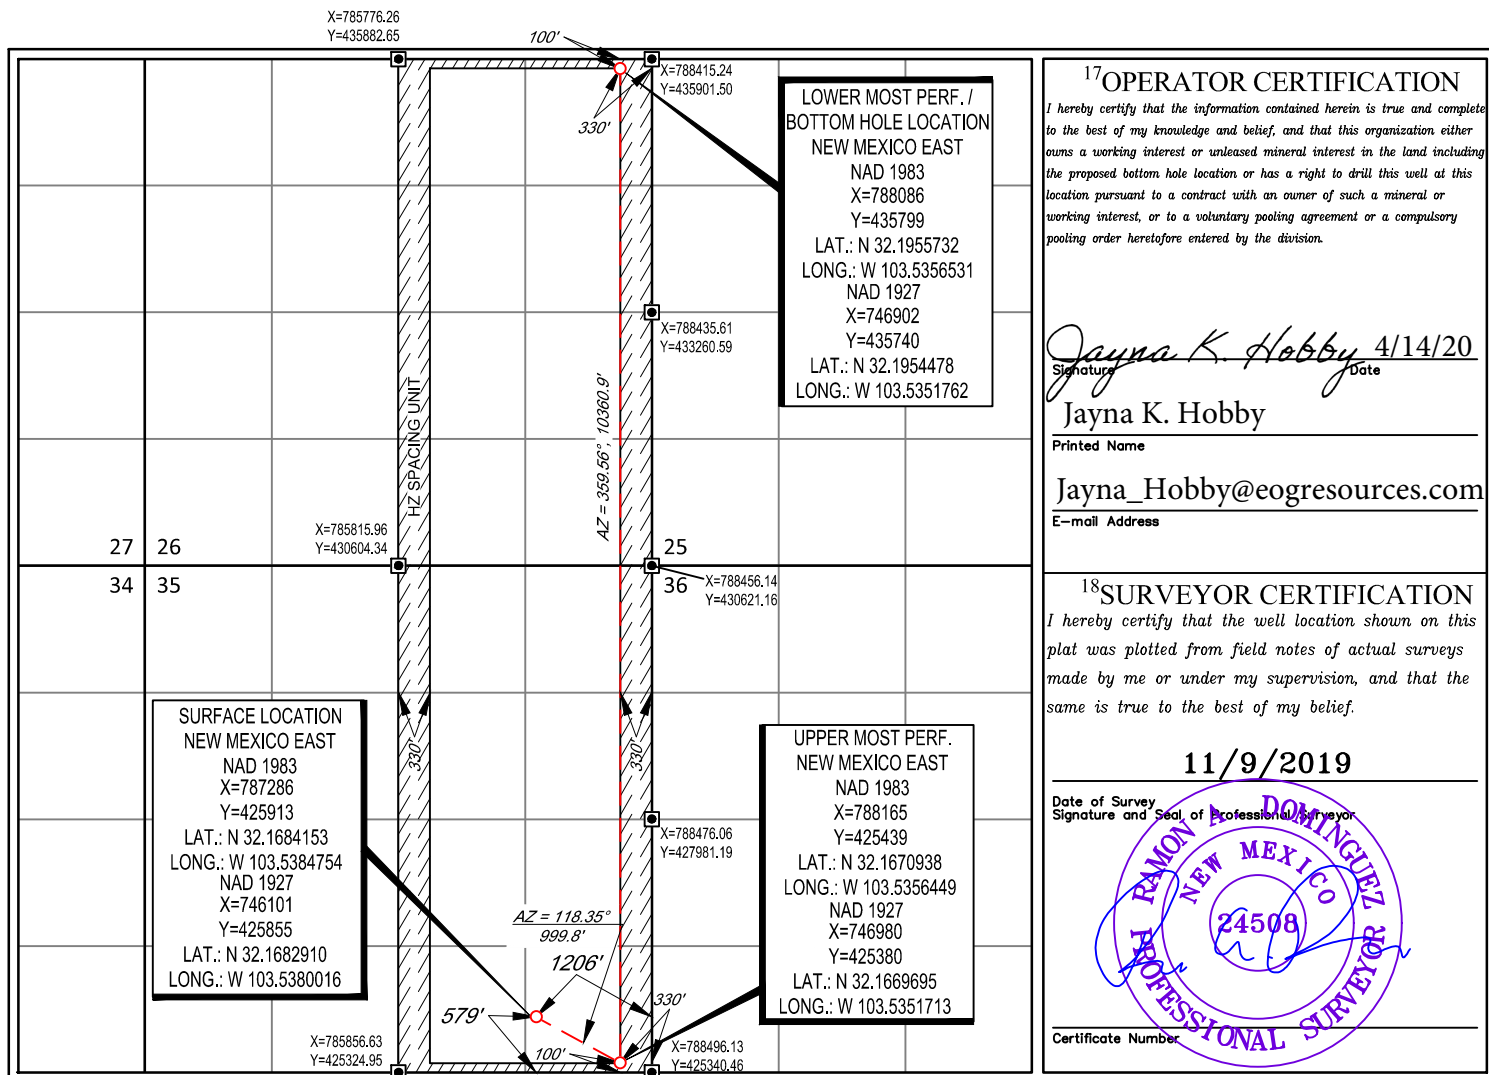 X=785776.26
Y=435882.65
100'
X=788415.24
Y=435901.50
330'
LOWER MOST PERF. /
BOTTOM HOLE LOCATION
NEW MEXICO EAST
NAD 1983
X=788086
Y=435799
LAT.: N 32.1955732
LONG.: W 103.5356531
NAD 1927
X=746902
Y=435740
LAT.: N 32.1954478
LONG.: W 103.5351762
X=788435.61
Y=433260.59
HZ SPACING UNIT
AZ = 359.56°, 10360.9'
X=785815.96
Y=430604.34
27 26
25
34 35
36
X=788456.14
Y=430621.16
SURFACE LOCATION
NEW MEXICO EAST
NAD 1983
X=787286
Y=425913
LAT.: N 32.1684153
LONG.: W 103.5384754
NAD 1927
X=746101
Y=425855
LAT.: N 32.1682910
LONG.: W 103.5380016
330'
330'
UPPER MOST PERF.
NEW MEXICO EAST
NAD 1983
X=788165
Y=425439
LAT.: N 32.1670938
LONG.: W 103.5356449
NAD 1927
X=746980
Y=425380
LAT.: N 32.1669695
LONG.: W 103.5351713
X=788476.06
Y=427981.19
AZ = 118.35°
999.8'
1206'
579'
330'
100'
X=785856.63
Y=425324.95
X=788496.13
Y=425340.46
17OPERATOR CERTIFICATION
I hereby certify that the information contained herein is true and complete
to the best of my knowledge and belief, and that this organization either
owns a working interest or unleased mineral interest in the land including
the proposed bottom hole location or has a right to drill this well at this
location pursuant to a contract with an owner of such a mineral or
working interest, or to a voluntary pooling agreement or a compulsory
pooling order heretofore entered by the division.
Jayna K. Hobby 4/14/20
Signature Date
Jayna K. Hobby
Printed Name
Jayna_Hobby@eogresources.com
E-mail Address
18SURVEYOR CERTIFICATION
I hereby certify that the well location shown on this
plat was plotted from field notes of actual surveys
made by me or under my supervision, and that the
same is true to the best of my belief.
11/9/2019
Date of Survey
Signature and Seal of Professional Surveyor
RAMON A. DOMINGUEZ
NEW MEXICO
24508
PROFESSIONAL SURVEYOR
Certificate Number